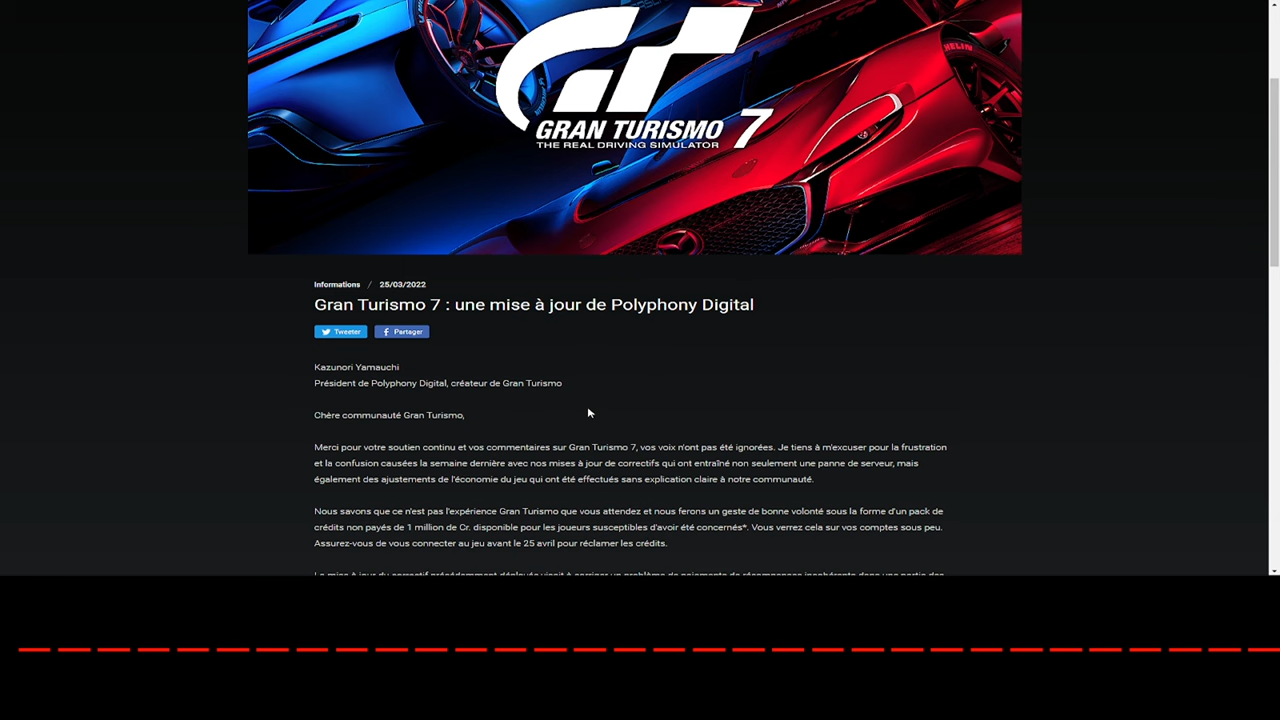 GRAN TURISMO 7
THE REAL DRIVING SIMULATOR
Informations / 25/03/2022
Gran Turismo 7 : une mise à jour de Polyphony Digital
Tweeter Partager
Kazunori Yamauchi
Président de Polyphony Digital, créateur de Gran Turismo
Chère communauté Gran Turismo,
Merci pour votre soutien continu et vos commentaires sur Gran Turismo 7, vos voix n'ont pas été ignorées. Je tiens à m'excuser pour la frustration
et la confusion causées la semaine dernière avec nos mises à jour de correctifs qui ont entraîné non seulement une panne de serveur, mais
également des ajustements de l'économie du jeu qui ont été effectués sans explication claire à notre communauté.
Nous savons que ce n'est pas l'expérience Gran Turismo que vous attendez et nous ferons un geste de bonne volonté sous la forme d'un pack de
crédits non payés de 1 million de Cr. disponible pour les joueurs susceptibles d'avoir été concernés*. Vous verrez cela sur vos comptes sous peu.
Assurez-vous de vous connecter au jeu avant le 25 avril pour réclamer les crédits.